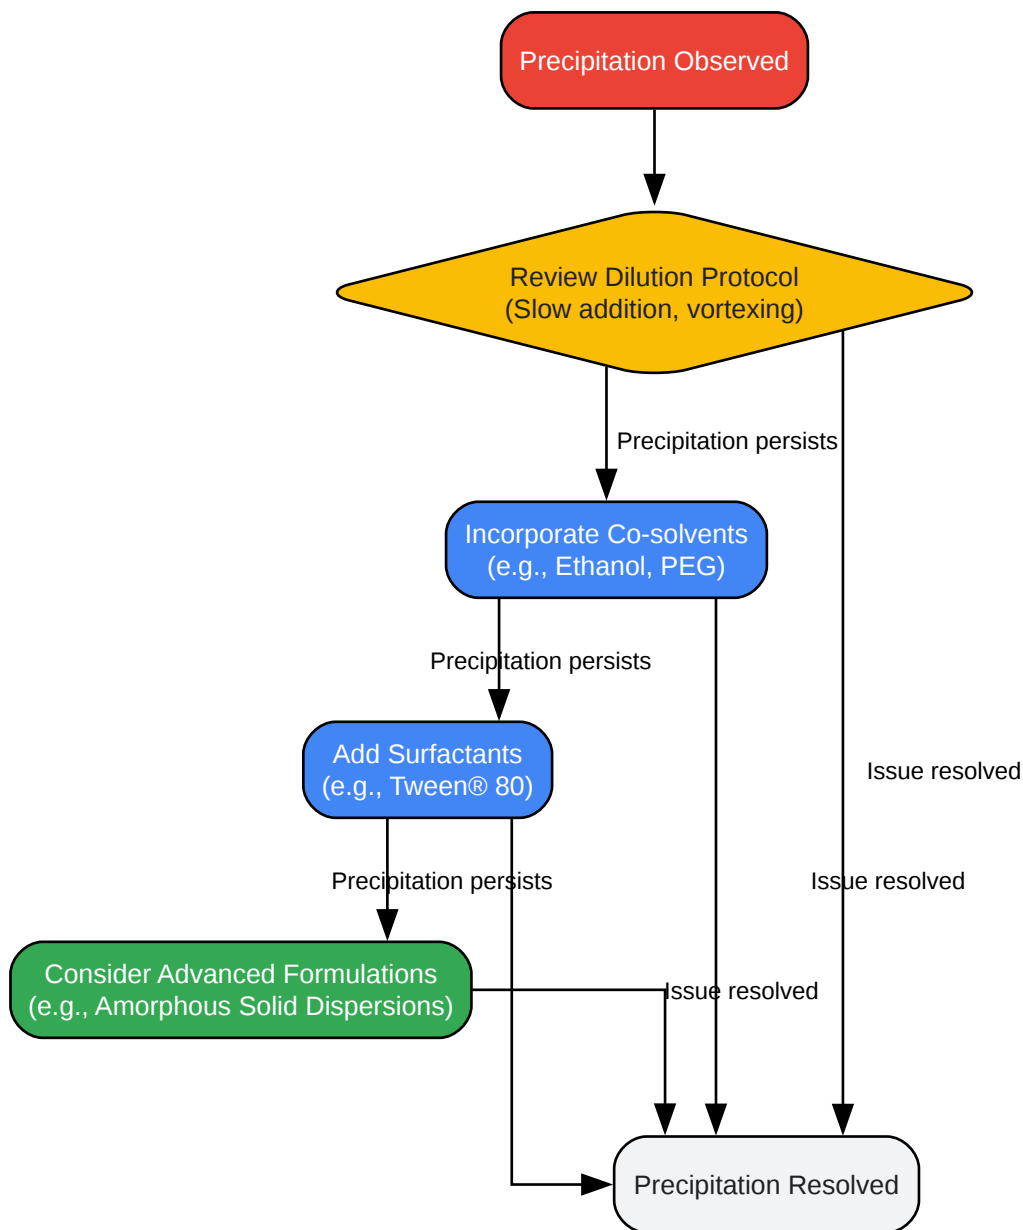 Precipitation Observed
Review Dilution Protocol
(Slow addition, vortexing)
Precipitation persists
Incorporate Co-solvents
(e.g., Ethanol, PEG)
Precipitation persists
Add Surfactants
(e.g., Tween® 80)
Issue resolved
Precipitation persists
Issue resolved
Consider Advanced Formulations
(e.g., Amorphous Solid Dispersions)
Issue resolved
Precipitation Resolved